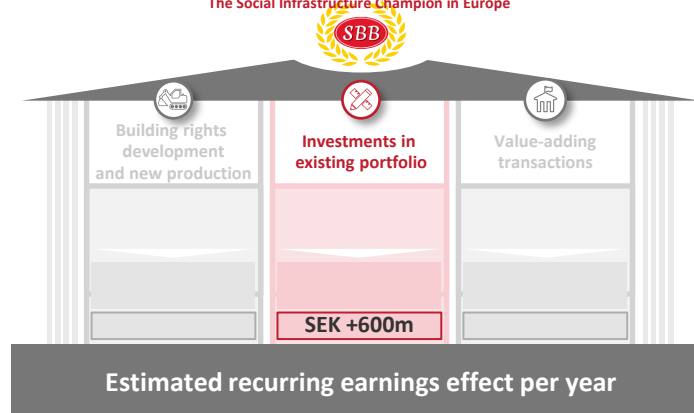 The Social Infrastructure Champion in Europe
SBB
Building rights
development
and new production
Investments in
existing portfolio
Value-adding
transactions
SEK +600m
Estimated recurring earnings effect per year